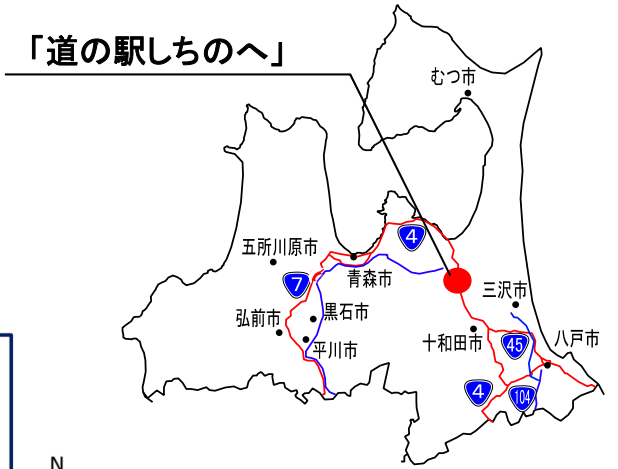 「道の駅しちのへ」
むつ市
4
五所川原市
7
青森市
三沢市
弘前市
黒石市
平川市
十和田市
45
八戸市
4
104
N